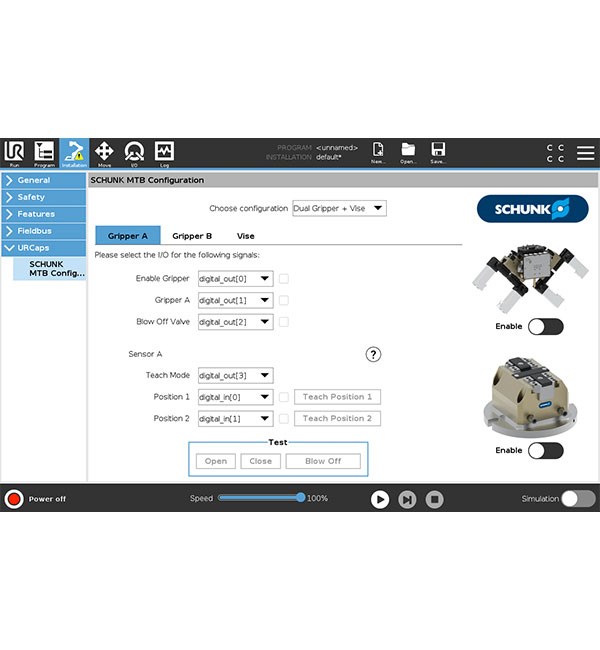 Run Program Installation Move I/O Log
PROGRAM <unnamed>
INSTALLATION default*
New... Open... Save...
C C
C C
General
Safety
Features
Fieldbus
URCaps
SCHUNK
MTB Config...
SCHUNK MTB Configuration
Choose configuration Dual Gripper + Vise
SCHUNK
Gripper A Gripper B Vise
Please select the I/O for the following signals:
Enable Gripper digital_out[0]
Gripper A digital_out[1]
Blow Off Valve digital_out[2]
Enable
Sensor A ?
Teach Mode digital_out[3]
Position 1 digital_in[0] Teach Position 1
Position 2 digital_in[1] Teach Position 2
Test
Open Close Blow Off
Enable
Power off Speed 100% Simulation